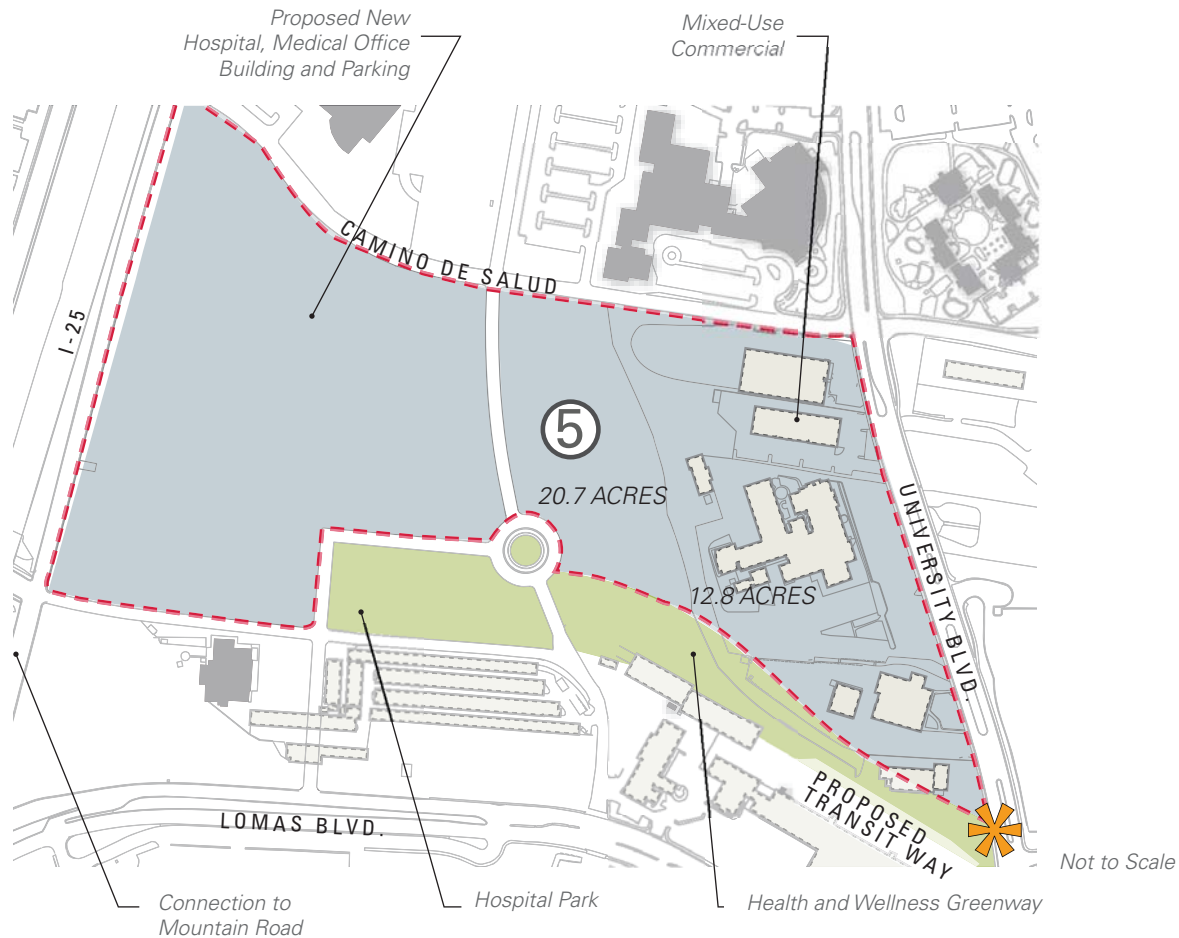 Proposed New
Hospital, Medical Office
Building and Parking
Mixed-Use
Commercial
CAMINO DE SALUD
I-25
5
20.7 ACRES
UNIVERSITY BLVD.
12.8 ACRES
PROPOSED
TRANSIT WAY
LOMAS BLVD.
Not to Scale
Connection to
Mountain Road
Hospital Park
Health and Wellness Greenway